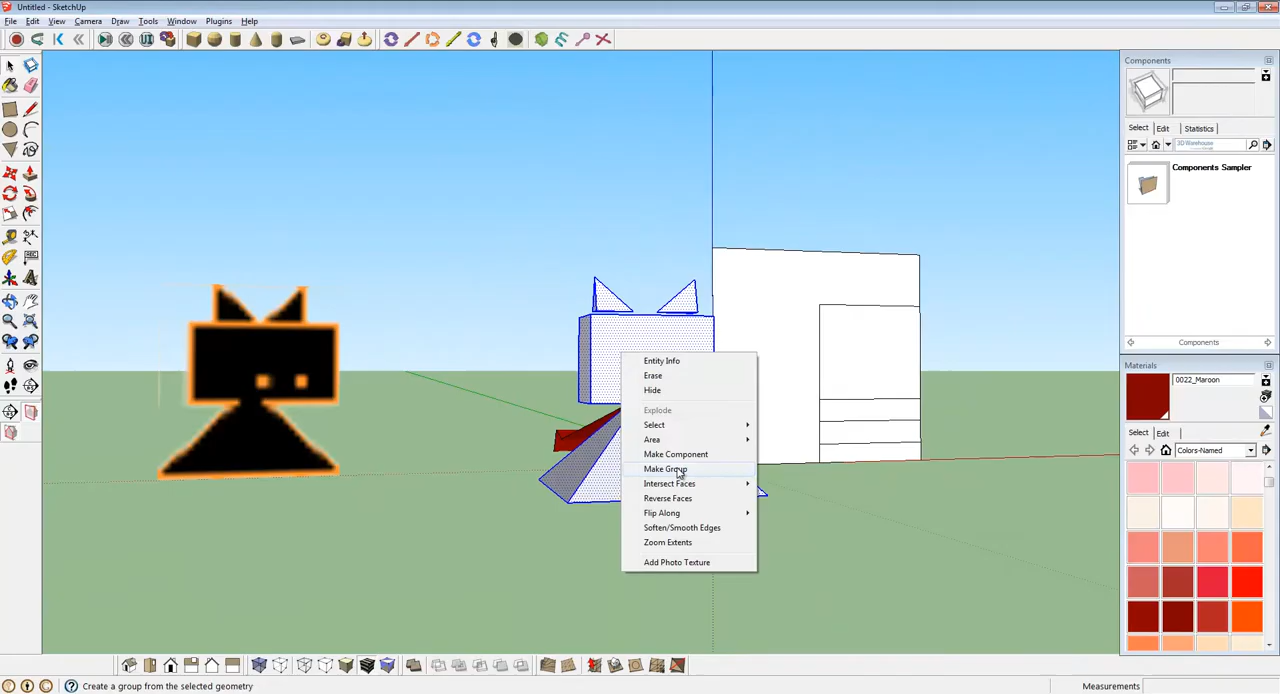 Untitled - SketchUp
File Edit View Camera Draw Tools Window Plugins Help
Components
Select Edit Statistics
3D Warehouse
Components Sampler
Components
Materials
0022_Maroon
Select Edit
Colors-Named
Entity Info
Erase
Hide
Explode
Select
Area
Make Component
Make Group
Intersect Faces
Reverse Faces
Flip Along
Soften/Smooth Edges
Zoom Extents
Add Photo Texture
Create a group from the selected geometry
Measurements